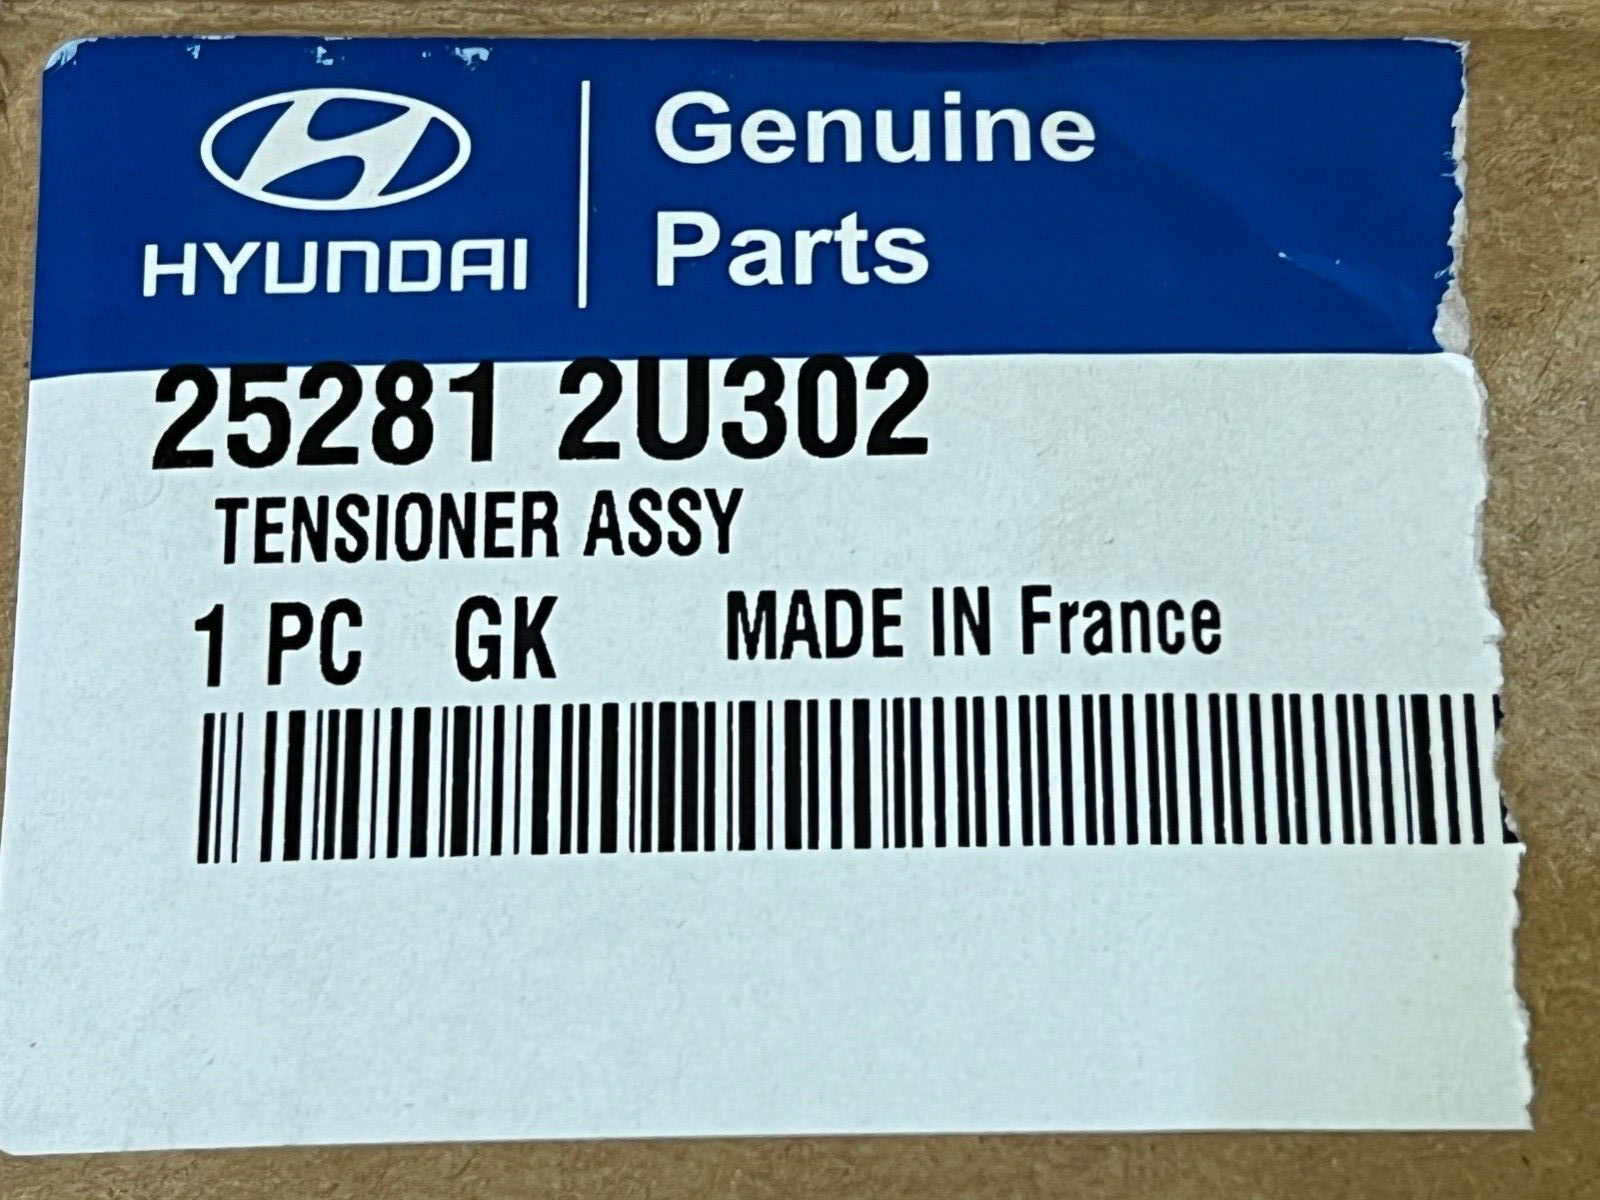 Genuine
Parts
HYUNDAI
25281 2U302
TENSIONER ASSY
1 PC GK MADE IN France